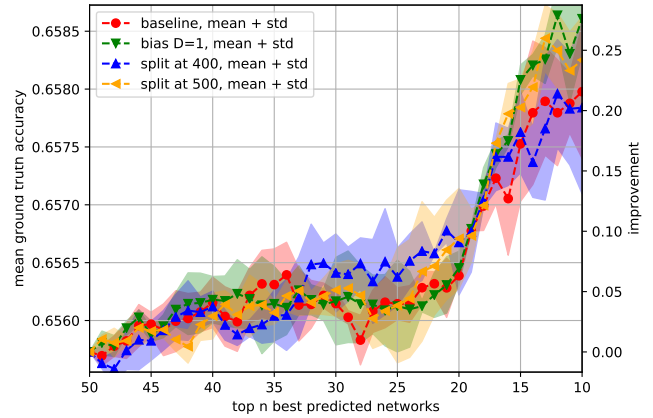 baseline, mean + std
bias D=1, mean + std
split at 400, mean + std
split at 500, mean + std
mean ground truth accuracy
0.6585
0.6580
0.6575
0.6570
0.6565
0.6560
improvement
0.25
0.20
0.15
0.10
0.05
0.00
50 45 40 35 30 25 20 15 10
top n best predicted networks